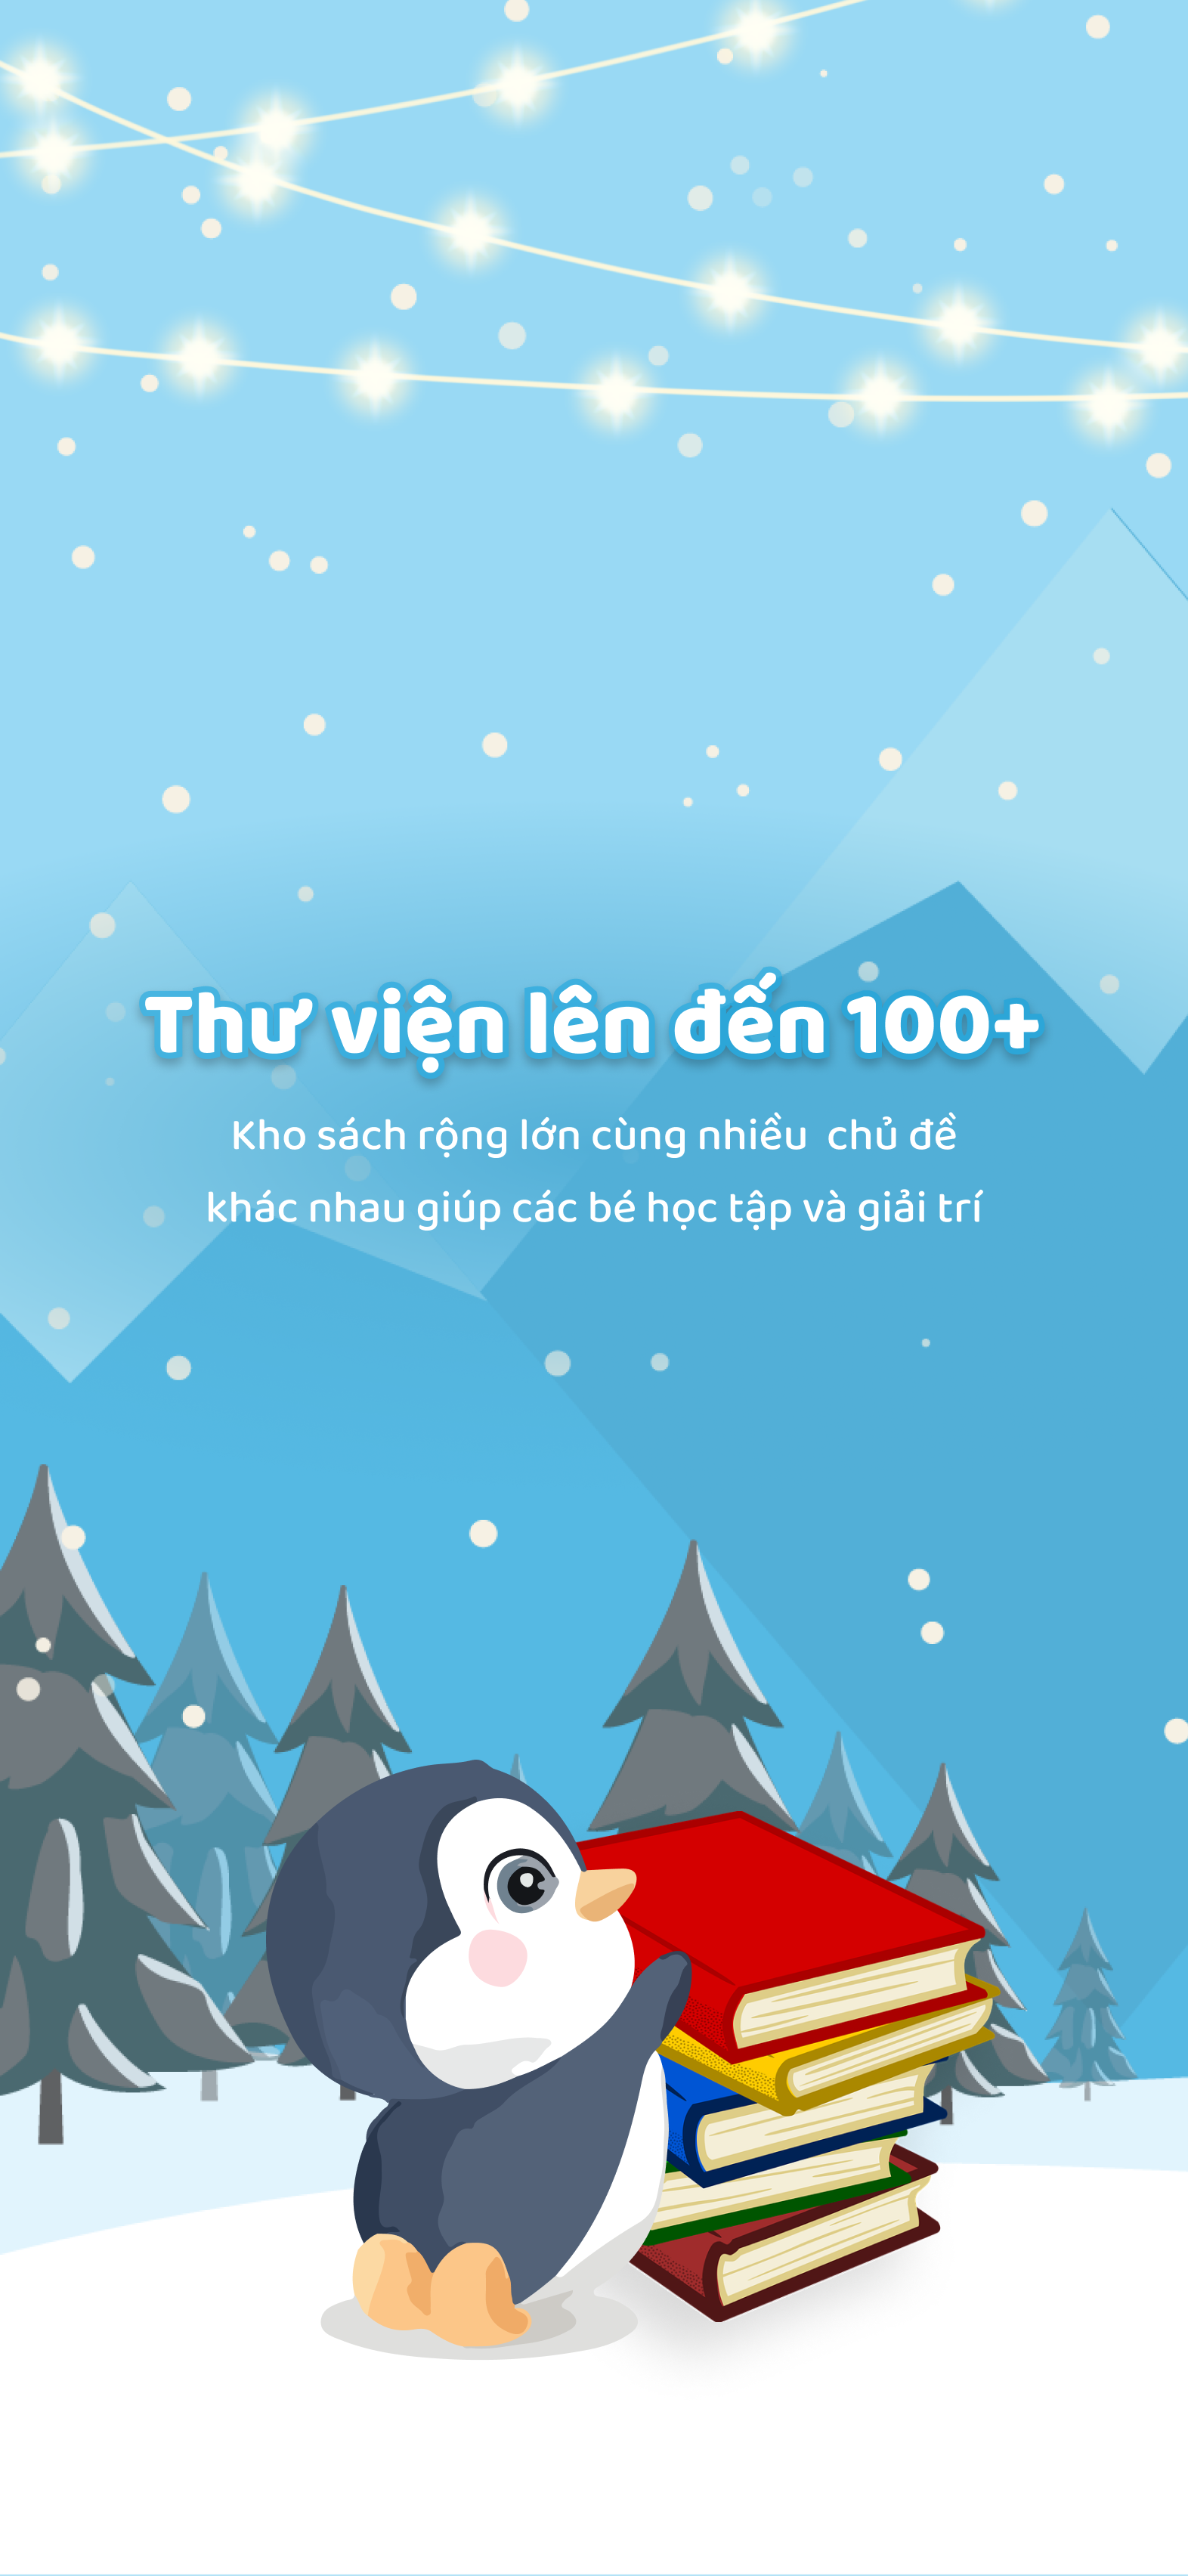 Thư viện lên đến 100+
Kho sách rộng lớn cùng nhiều  chủ đề
khác nhau giúp các bé học tập và giải trí